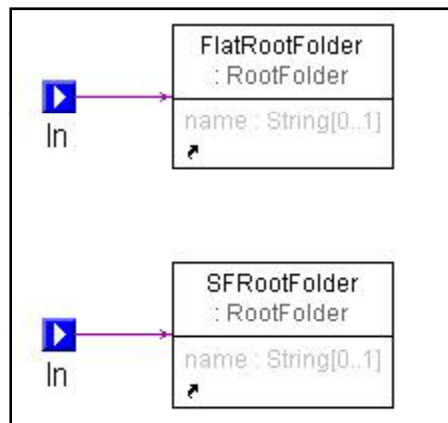 FlatRootFolder
: RootFolder
name : String[0..1]
In
SFRootFolder
: RootFolder
name : String[0..1]
In